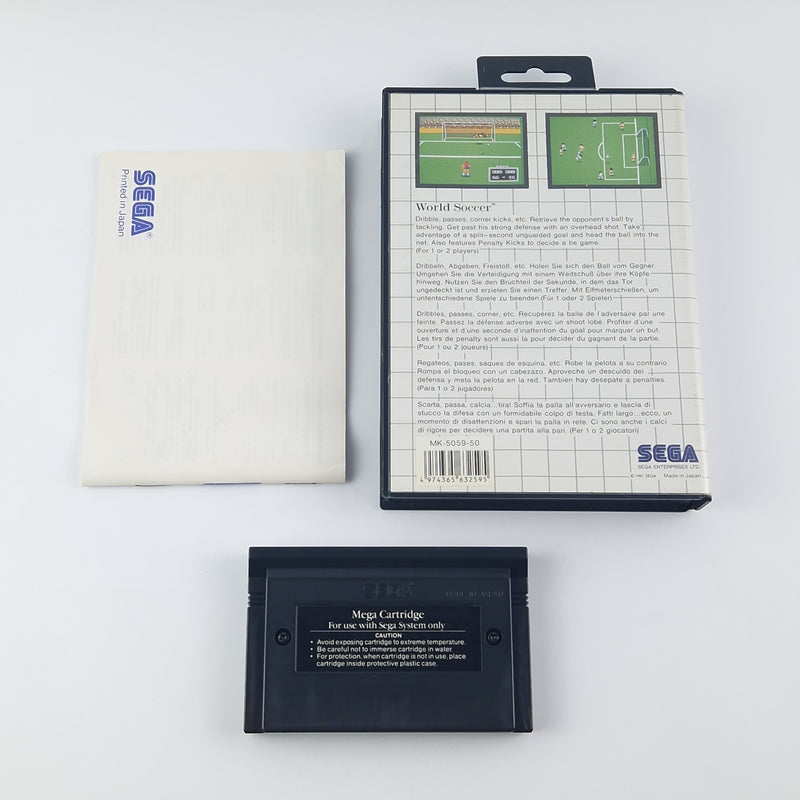 SEGA®
Printed in Japan
World Soccer™
Dribble, passes, corner kicks, etc. Retrieve the opponent's ball by
tackling. Get past his strong defense with an overhead shot. Take
advantage of a split-second unguarded goal and head the ball into the
net. Also features Penalty Kicks to decide a tie game.
(For 1 or 2 players)
Dribbeln, Abgeben, Freistoß, etc. Holen Sie sich den Ball vom Gegner.
Umgehen Sie die Verteidigung mit einem Weitschuß über ihre Köpfe
hinweg. Nutzen Sie den Bruchteil der Sekunde, in dem das Tor
ungedeckt ist und erzielen Sie einen Treffer. Mit Elfmeterschießen, um
untentschiedene Spiele zu beenden.(Für 1 oder 2 Spieler)
Dribbles, passes, corner, etc. Récupérez la balle de l'adversaire par une
feinte. Passez la défense adverse avec un shoot lobé. Profiter d'une
ouverture et d'une seconde d'inattention du goal pour marquer un but.
Les tirs de penalty sont aussi là pour décider du gagnant de la partie.
(Pour 1 ou 2 joueurs)
Regateos, pases, saques de esquina, etc. Robe la pelota a su contrario.
Rompa el bloqueo con un cabezazo. Aproveche un descuido del
defensa y meta la pelota en la red. También hay desepate a penalties.
(Para 1 o 2 jugadores)
Scarta, passa, calcia...tira! Soffia la palla all'avversario e lascia di
stucco la difesa con un formidabile colpo di testa. Fatti largo...ecco, un
momento di disattenzioni e spari la palla in rete. Ci sono anche i calci
di rigore per decidere una partita alla pari. (Per 1 o 2 giocatori)
MK-5059-50
4 974365 632595
SEGA
SEGA ENTERPRISES LTD.
© 1987 SEGA Made in Japan
SEGA
MADE IN JAPAN
Mega Cartridge
For use with Sega System only
CAUTION
• Avoid exposing cartridge to extreme temperature.
• Be careful not to immerse cartridge in water.
• For protection, when cartridge is not in use, place
cartridge inside protective plastic case.